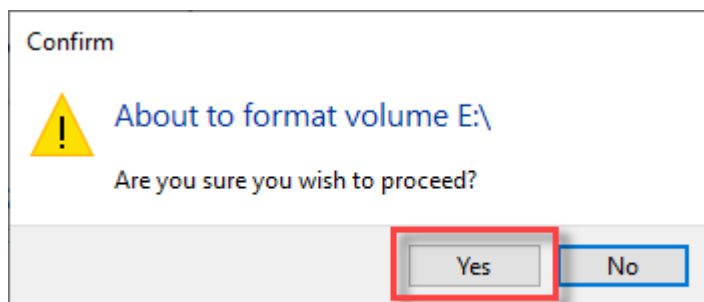 Confirm
!
About to format volume E:\
Are you sure you wish to proceed?
Yes No